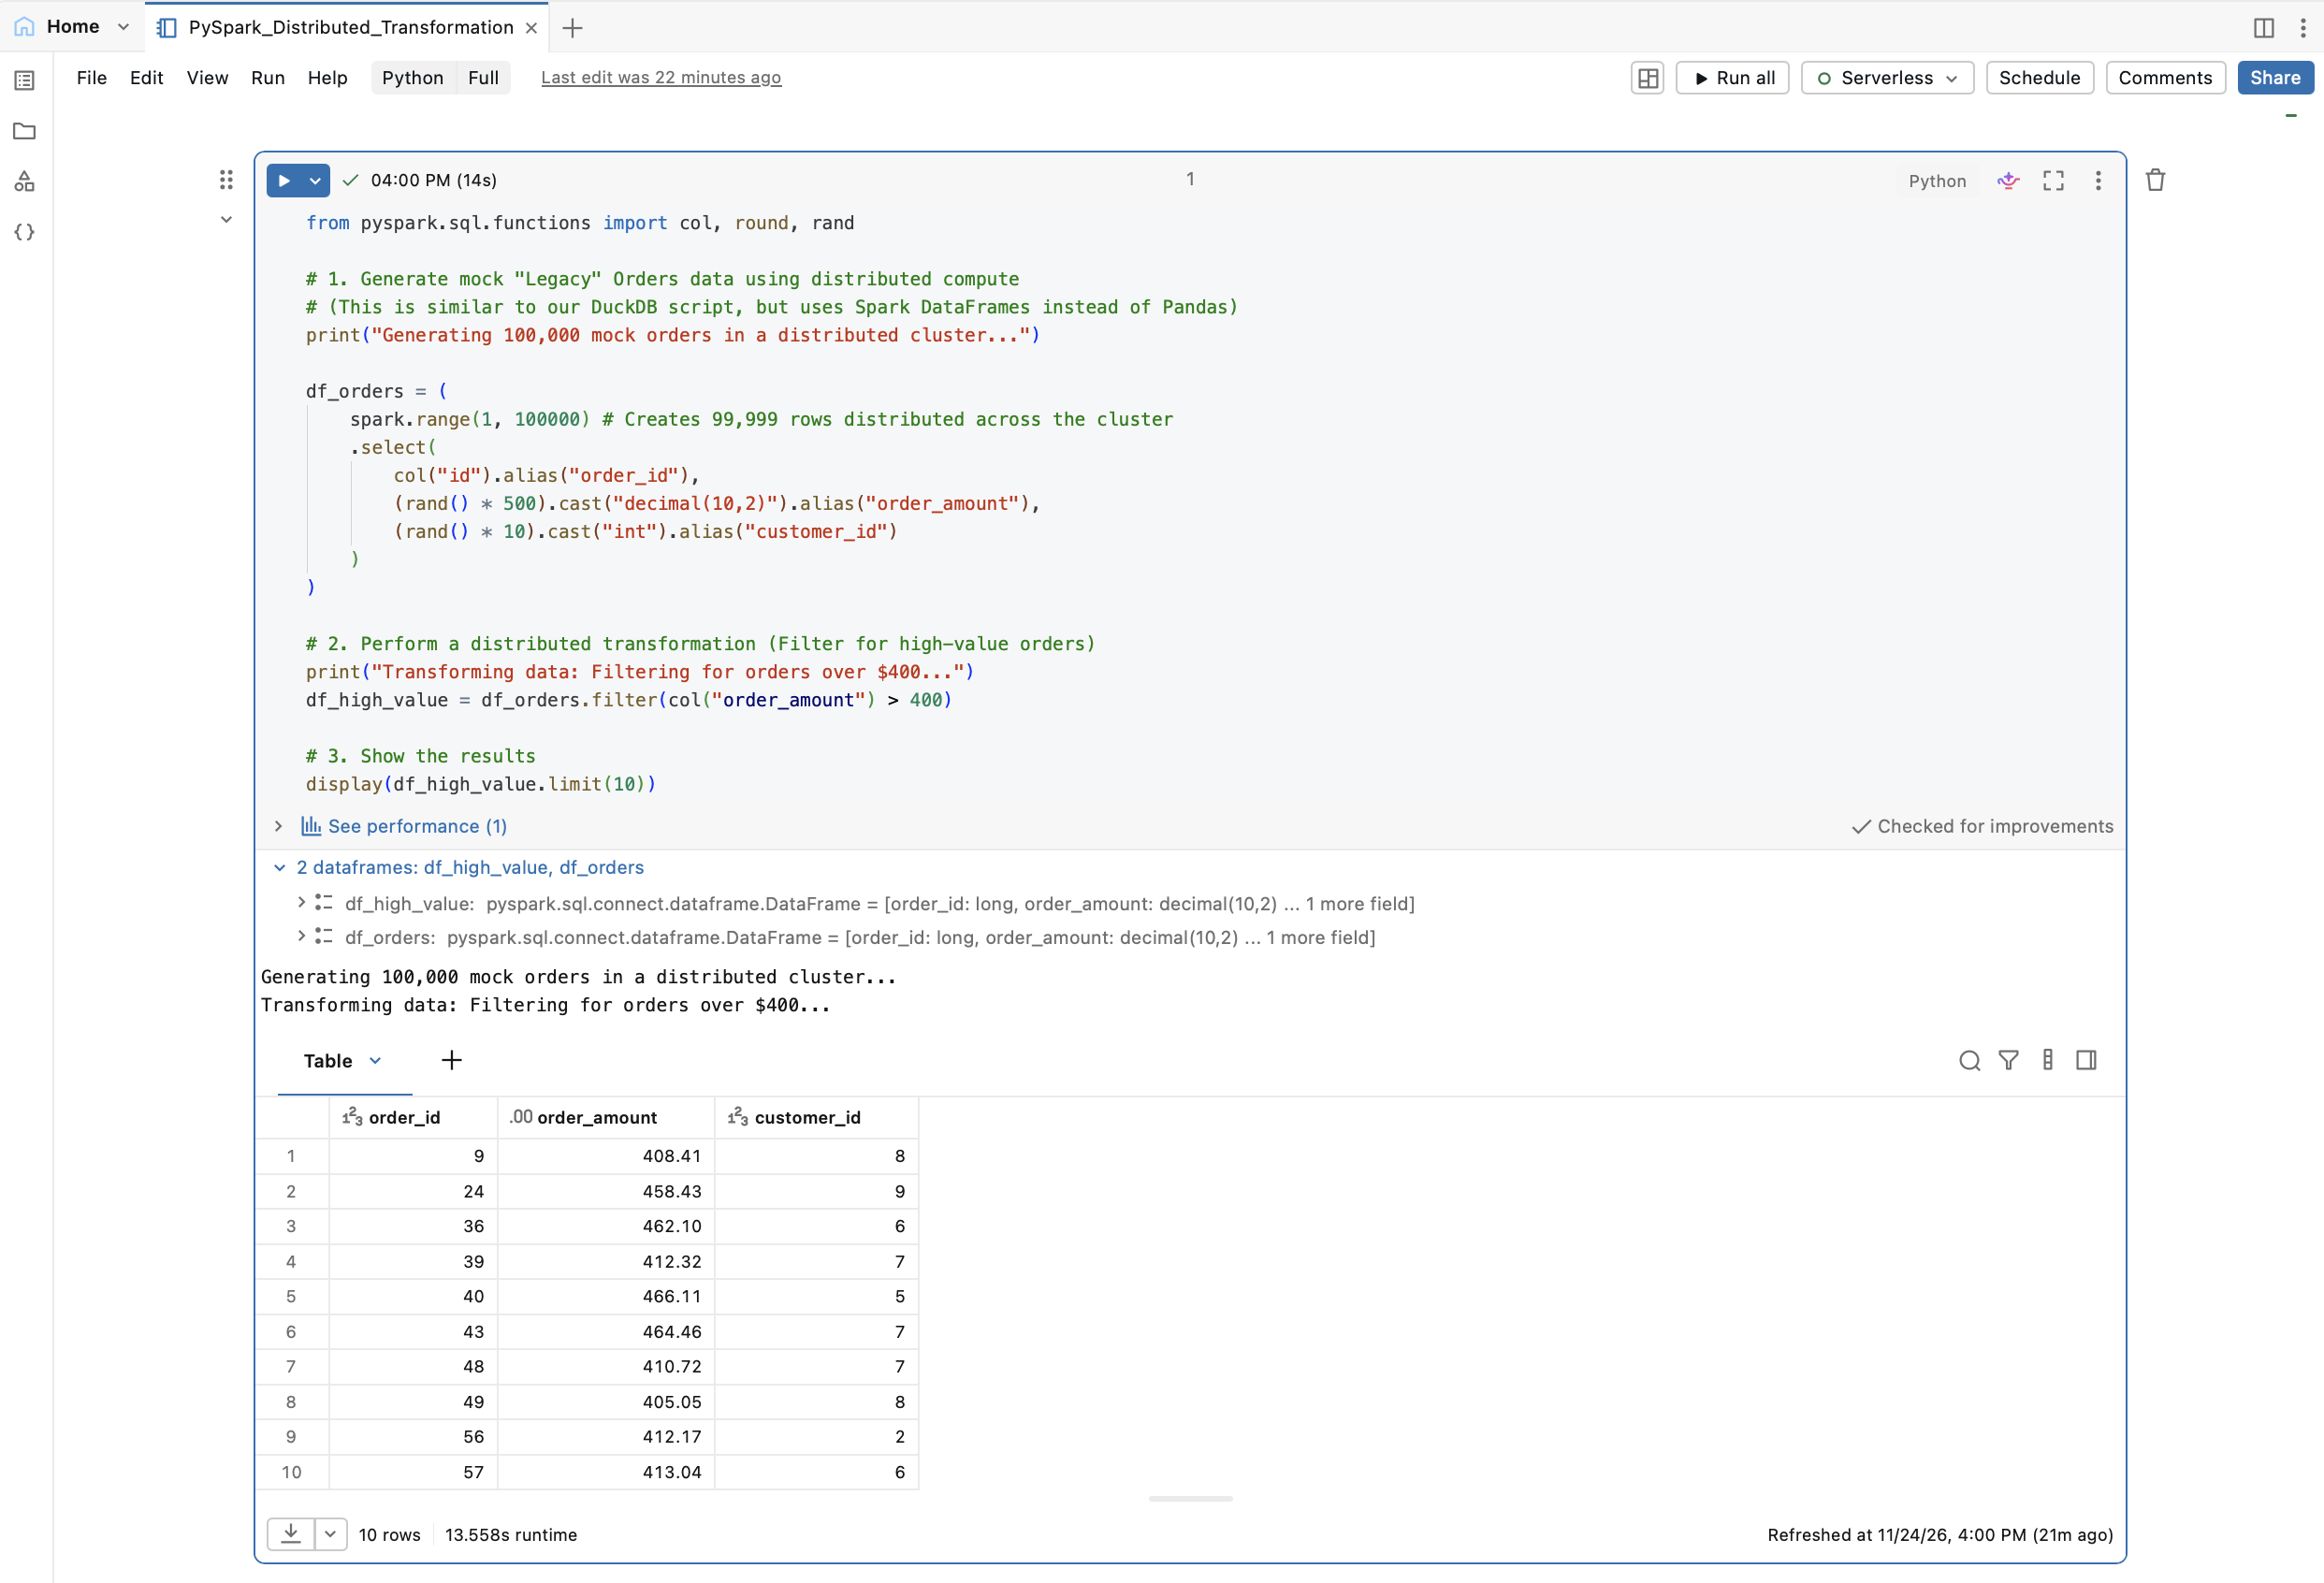 Home PySpark_Distributed_Transformation
File Edit View Run Help Python Full Last edit was 22 minutes ago Run all Serverless Schedule Comments Share
04:00 PM (14s) 1 Python
from pyspark.sql.functions import col, round, rand
# 1. Generate mock "Legacy" Orders data using distributed compute
# (This is similar to our DuckDB script, but uses Spark DataFrames instead of Pandas)
print("Generating 100,000 mock orders in a distributed cluster...")
df_orders = (
    spark.range(1, 100000) # Creates 99,999 rows distributed across the cluster
    .select(
        col("id").alias("order_id"),
        (rand() * 500).cast("decimal(10,2)").alias("order_amount"),
        (rand() * 10).cast("int").alias("customer_id")
    )
)
# 2. Perform a distributed transformation (Filter for high-value orders)
print("Transforming data: Filtering for orders over $400...")
df_high_value = df_orders.filter(col("order_amount") > 400)
# 3. Show the results
display(df_high_value.limit(10))
See performance (1) Checked for improvements
2 dataframes: df_high_value, df_orders
df_high_value: pyspark.sql.connect.dataframe.DataFrame = [order_id: long, order_amount: decimal(10,2) ... 1 more field]
df_orders: pyspark.sql.connect.dataframe.DataFrame = [order_id: long, order_amount: decimal(10,2) ... 1 more field]
Generating 100,000 mock orders in a distributed cluster...
Transforming data: Filtering for orders over $400...
Table
123 order_id .00 order_amount 123 customer_id
1 9 408.41 8
2 24 458.43 9
3 36 462.10 6
4 39 412.32 7
5 40 466.11 5
6 43 464.46 7
7 48 410.72 7
8 49 405.05 8
9 56 412.17 2
10 57 413.04 6
10 rows 13.558s runtime Refreshed at 11/24/26, 4:00 PM (21m ago)